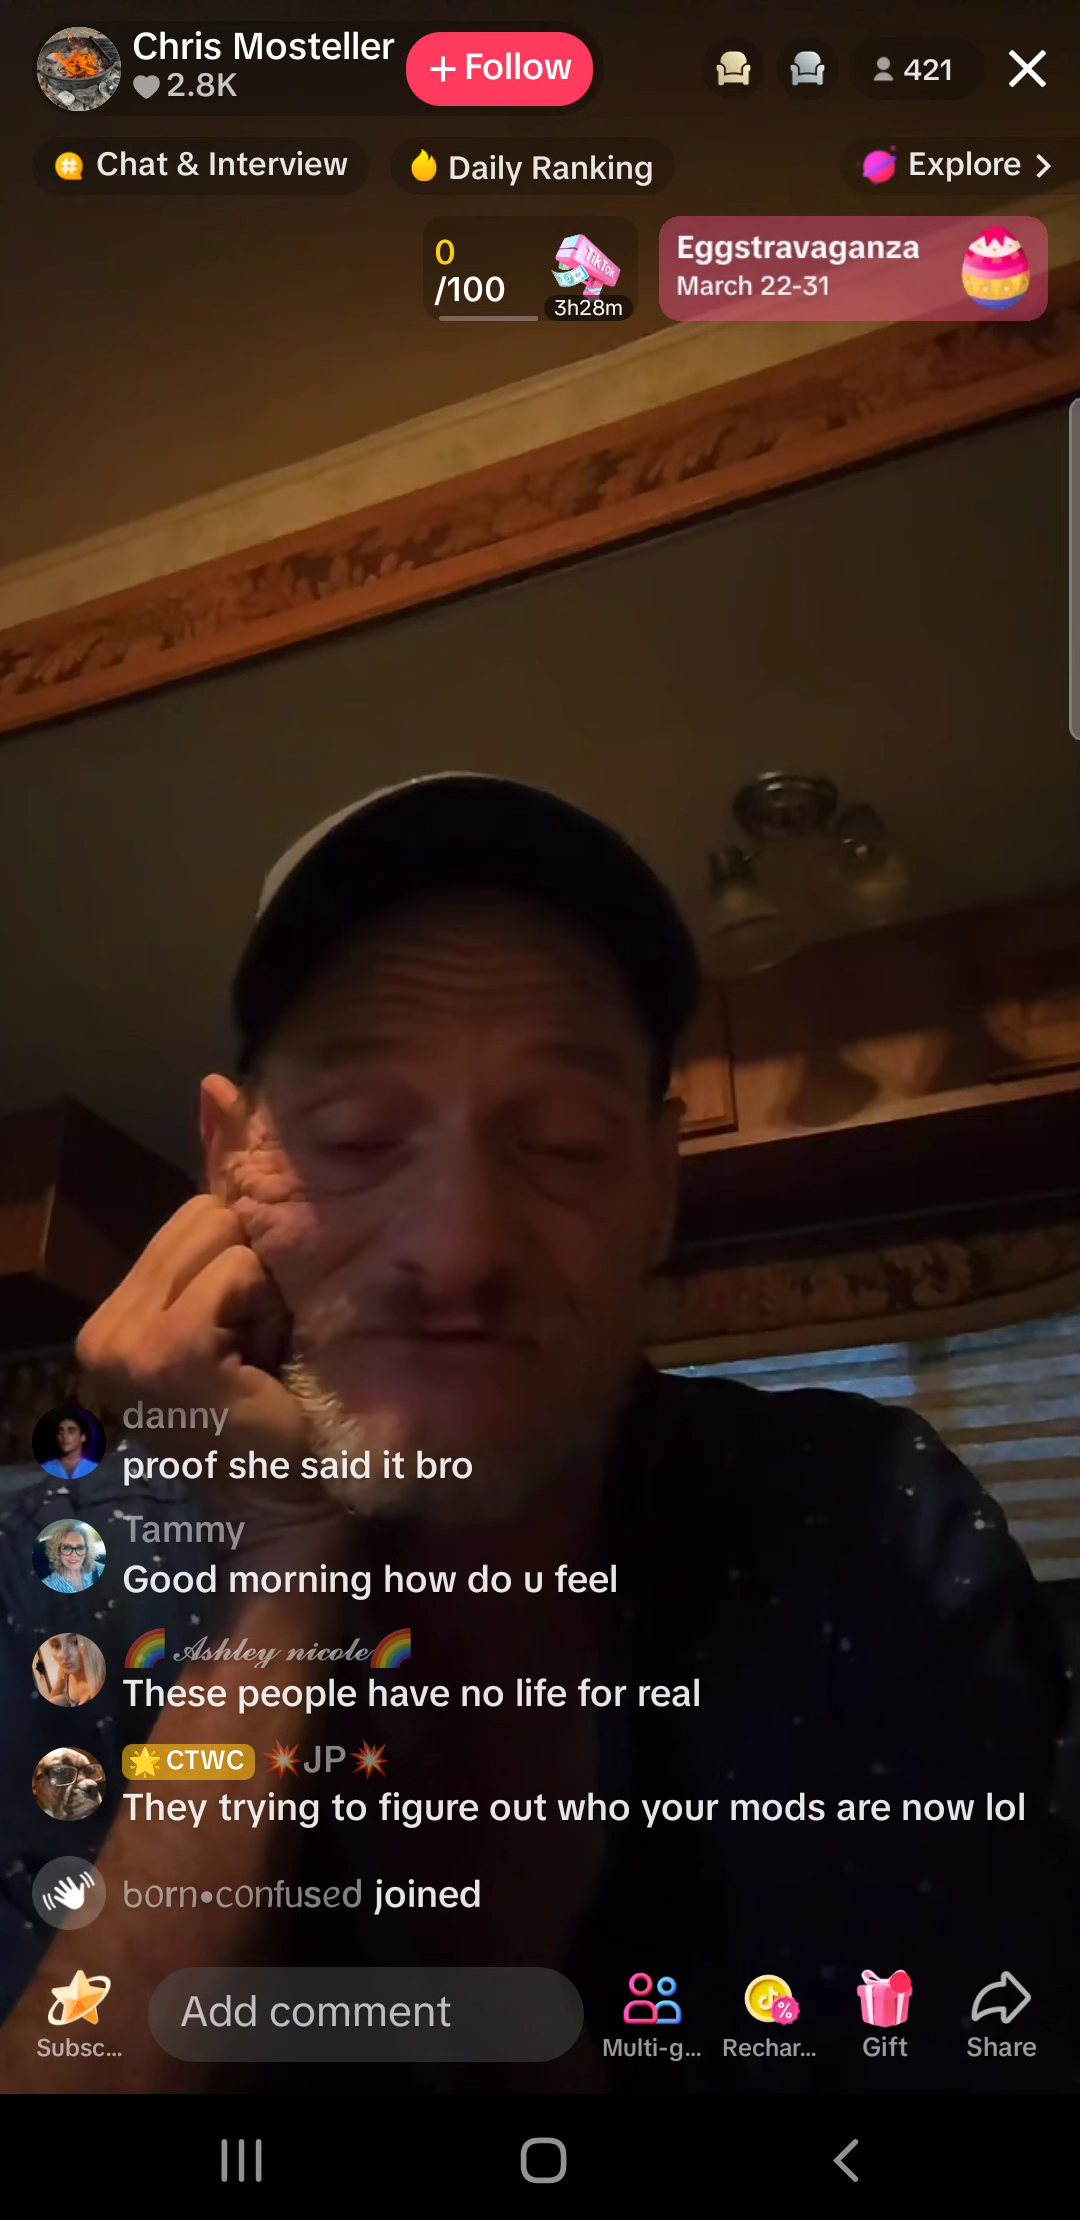 Chris Mosteller
2.8K
+ Follow
421
Chat & Interview
Daily Ranking
Explore >
0
/100
TikTok
3h28m
Eggstravaganza
March 22-31
danny
proof she said it bro
Tammy
Good morning how do u feel
🌈 𝒜𝓈𝒽𝓁𝑒𝓎 𝓃𝒾𝒸𝑜𝓁𝑒🌈
These people have no life for real
🌟 CTWC 💥JP💥
They trying to figure out who your mods are now lol
born•confused joined
Add comment
Subsc...
Multi-g...
Rechar...
Gift
Share